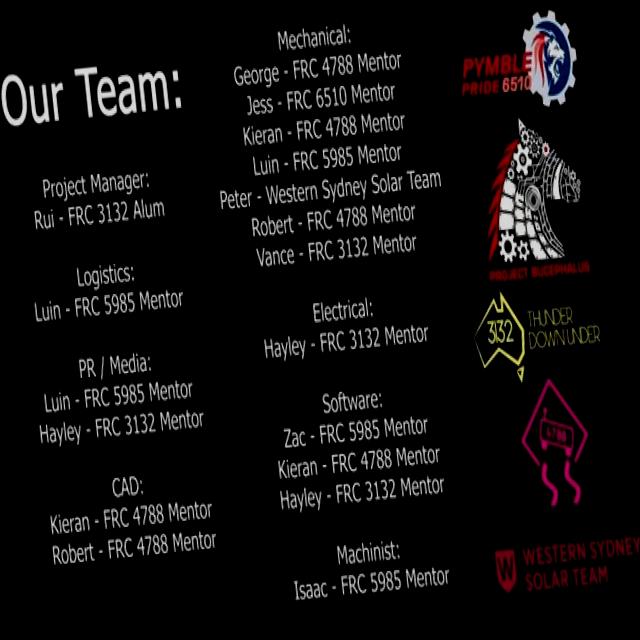 Our Team:
Project Manager:
Rui - FRC 3132 Alum
Logistics:
Luin - FRC 5985 Mentor
PR / Media:
Luin - FRC 5985 Mentor
Hayley - FRC 3132 Mentor
CAD:
Kieran - FRC 4788 Mentor
Robert - FRC 4788 Mentor
Mechanical:
George - FRC 4788 Mentor
Jess - FRC 6510 Mentor
Kieran - FRC 4788 Mentor
Luin - FRC 5985 Mentor
Peter - Western Sydney Solar Team
Robert - FRC 4788 Mentor
Vance - FRC 3132 Mentor
Electrical:
Hayley - FRC 3132 Mentor
Software:
Zac - FRC 5985 Mentor
Kieran - FRC 4788 Mentor
Hayley - FRC 3132 Mentor
Machinist:
Isaac - FRC 5985 Mentor
PYMBLE
PRIDE 6510
PROJECT BUCEPHALUS
3132
THUNDER
DOWN UNDER
4788
W
WESTERN SYDNEY
SOLAR TEAM